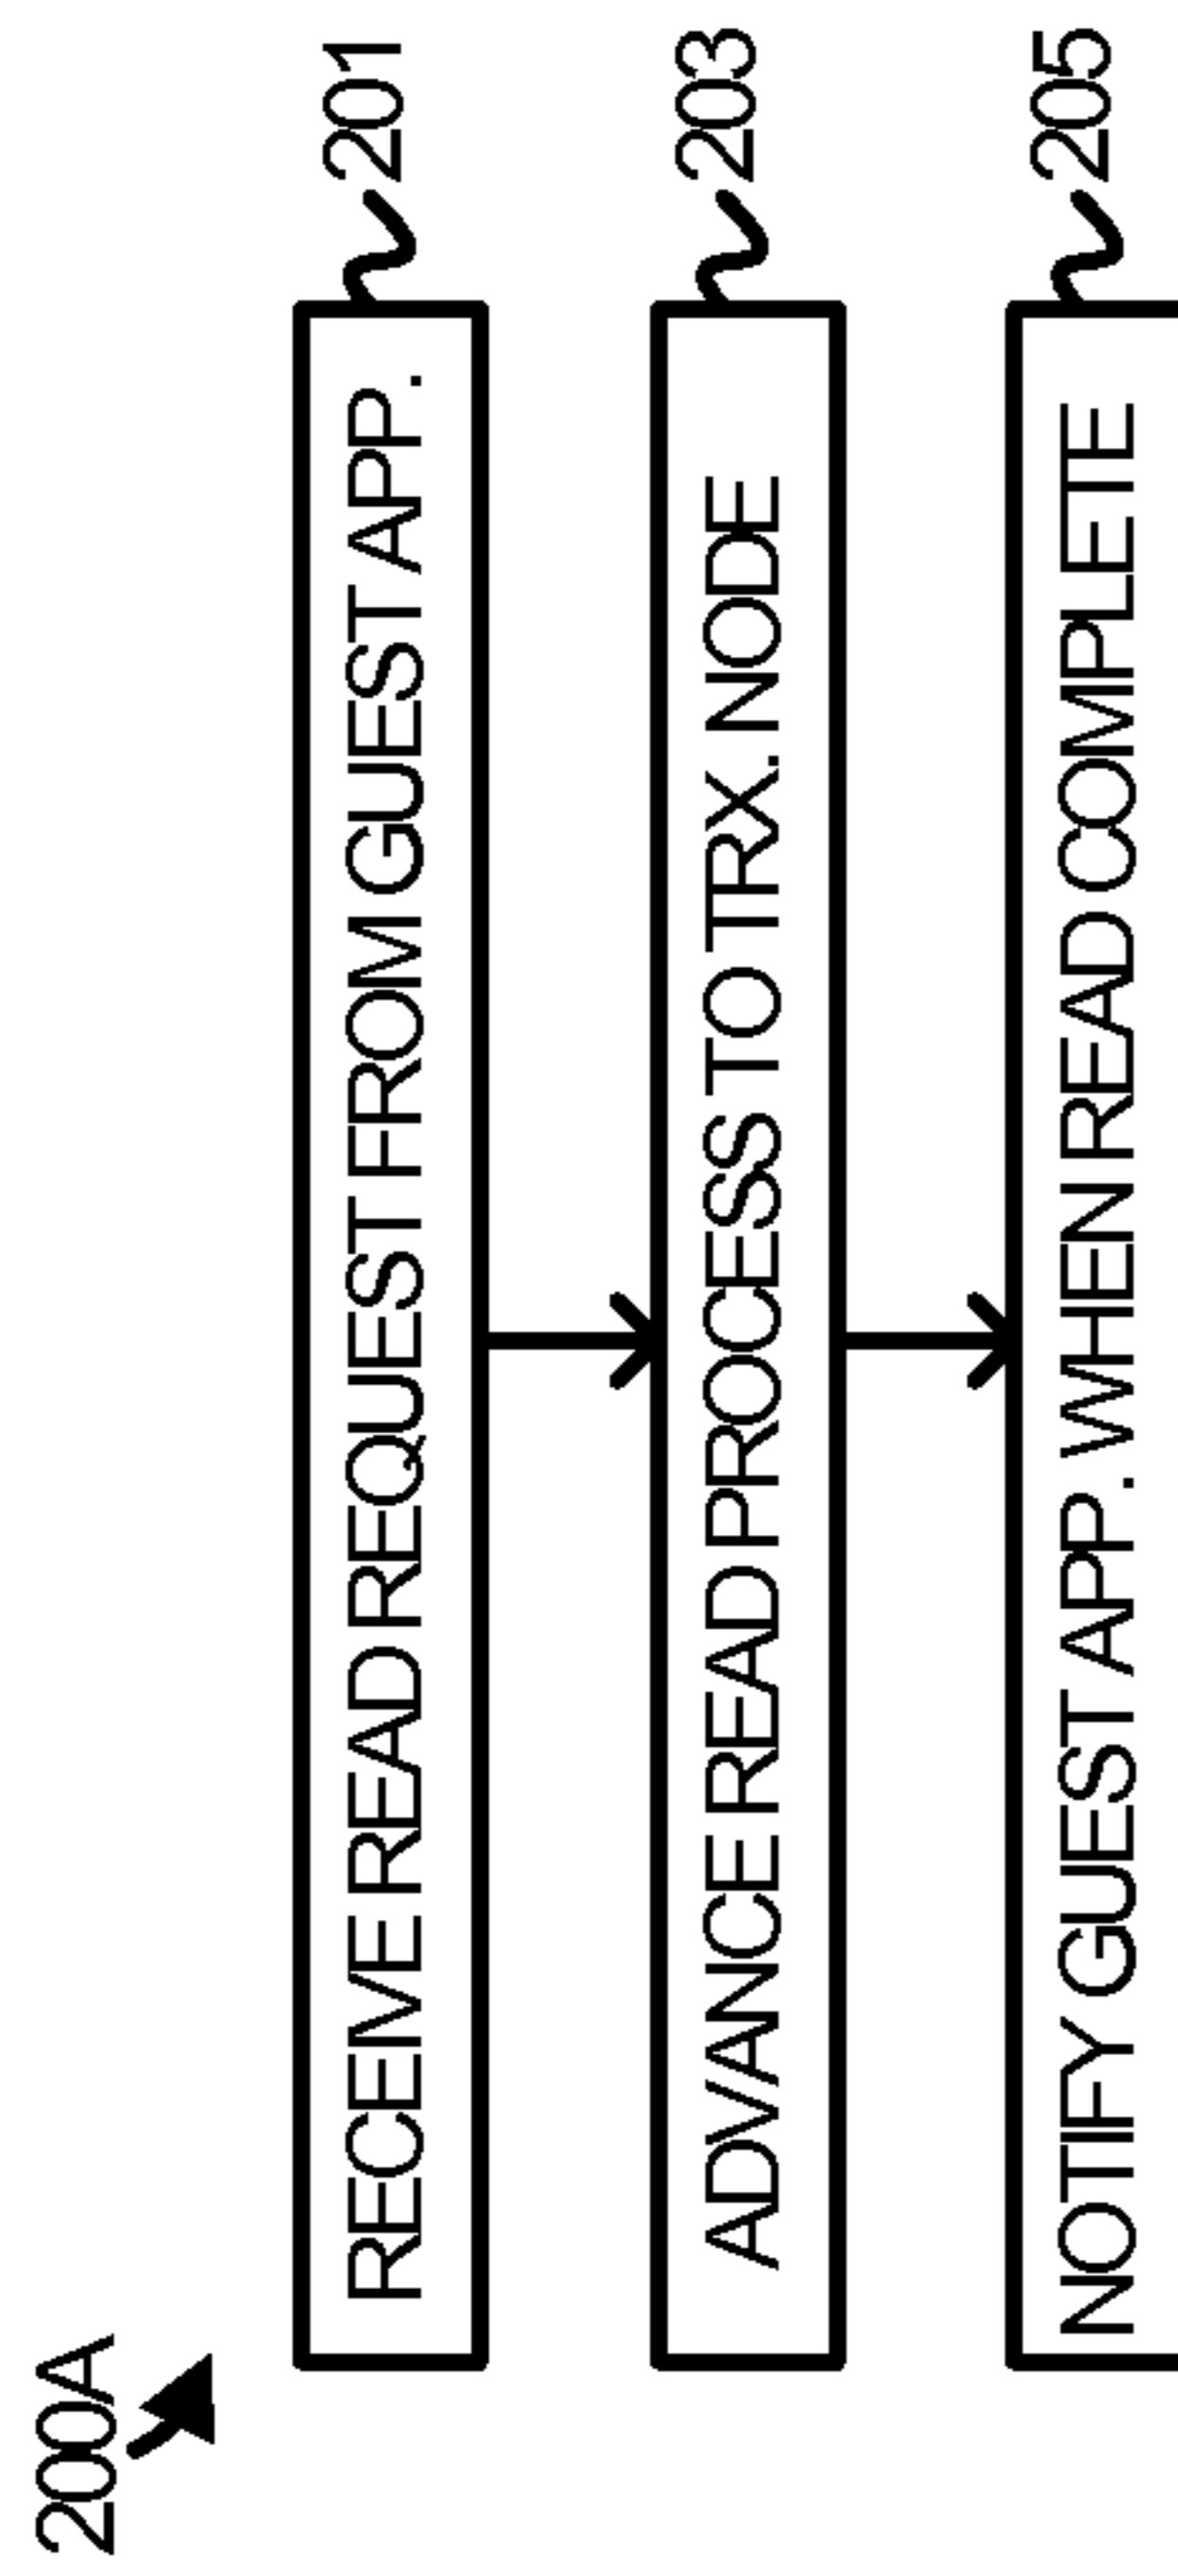 200A
RECEIVE READ REQUEST FROM GUEST APP.
201
ADVANCE READ PROCESS TO TRX. NODE
203
NOTIFY GUEST APP. WHEN READ COMPLETE
205